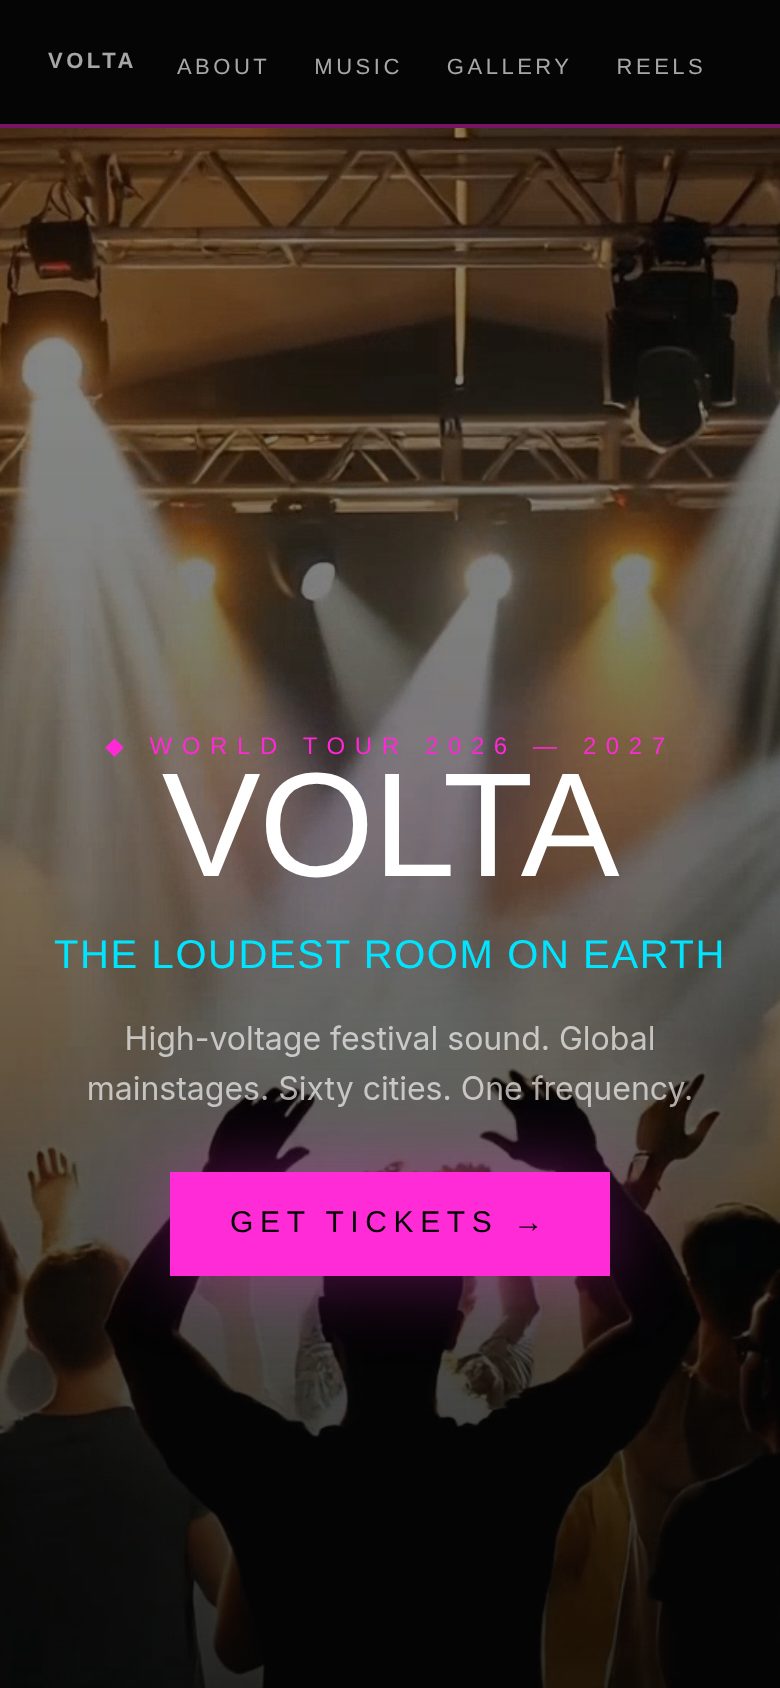 VOLTA ABOUT MUSIC GALLERY REELS
◆ WORLD TOUR 2026 — 2027
VOLTA
THE LOUDEST ROOM ON EARTH
High-voltage festival sound. Global
mainstages. Sixty cities. One frequency.
GET TICKETS →